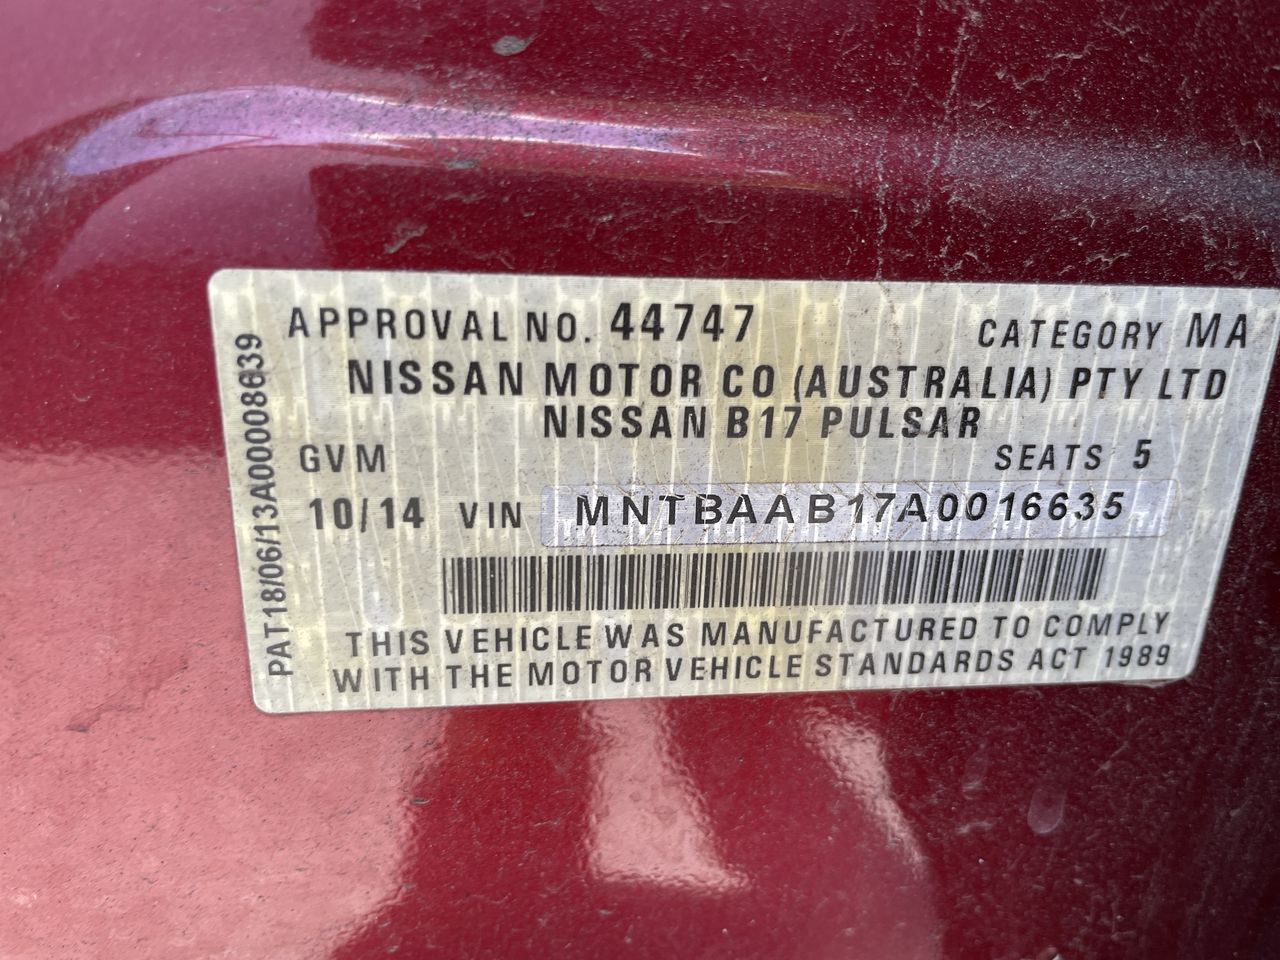 APPROVAL NO. 44747 CATEGORY MA
NISSAN MOTOR CO (AUSTRALIA) PTY LTD
NISSAN B17 PULSAR
GVM SEATS 5
10/14 VIN MNTBAAB17A0016635
THIS VEHICLE WAS MANUFACTURED TO COMPLY
WITH THE MOTOR VEHICLE STANDARDS ACT 1989
PAT18/06/13A00008639